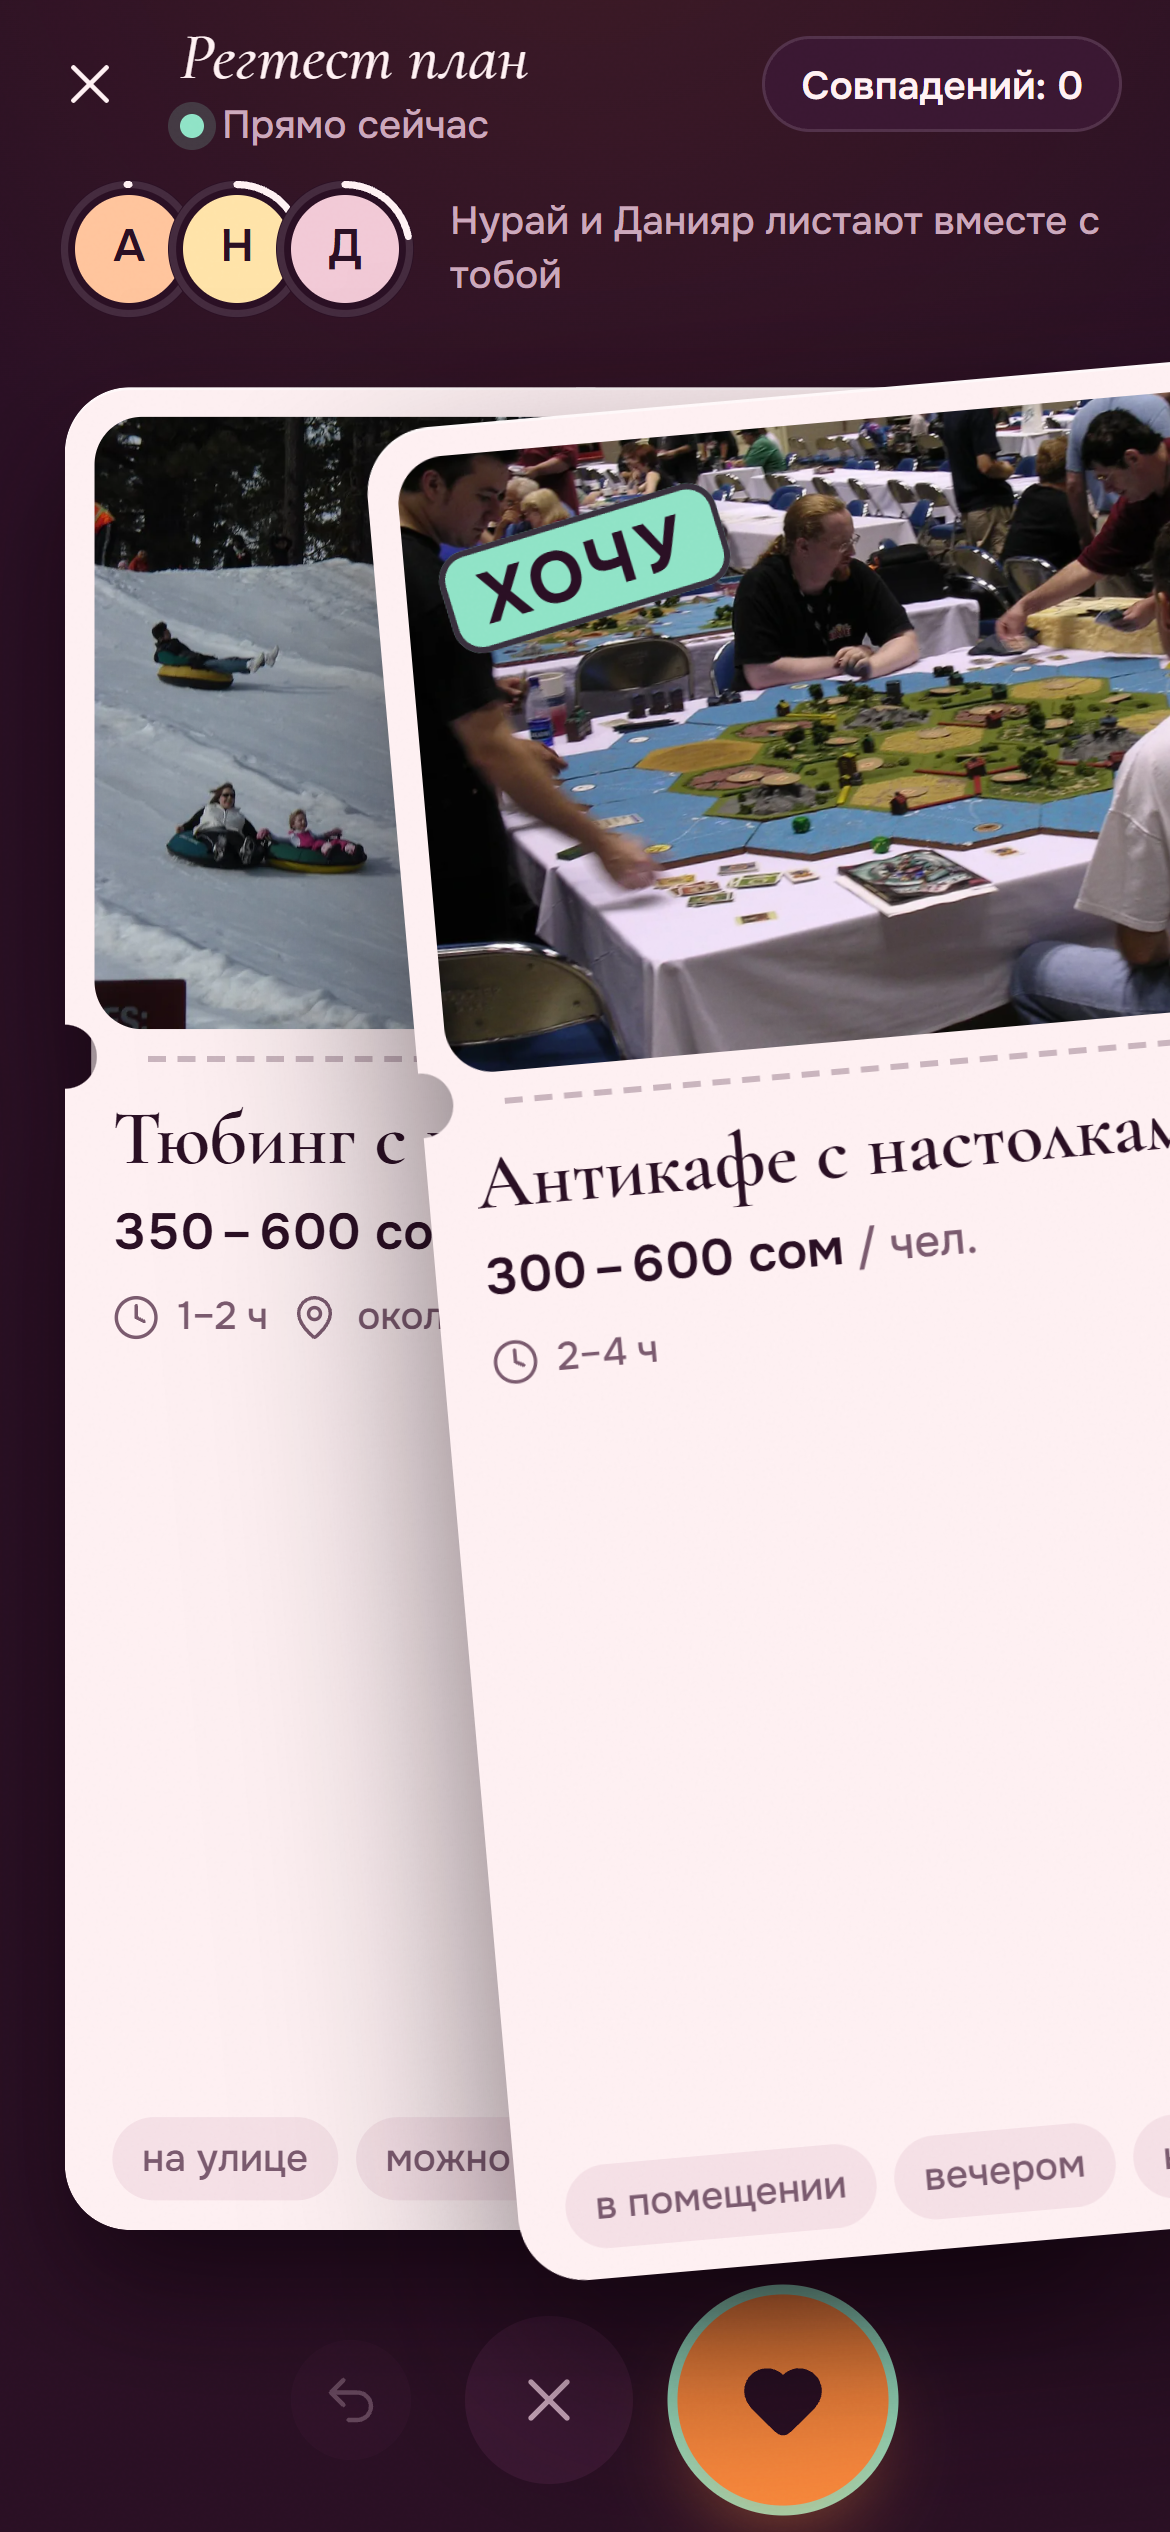 Регтест план
Прямо сейчас
Совпадений: 0
А
Н
Д
Нурай и Данияр листают вместе с
тобой
ХОЧУ
ES:
Тюбинг с
350 – 600 со
1–2 ч
окол
Антикафе с настолкам
300 – 600 сом / чел.
2–4 ч
на улице
можно
в помещении
вечером